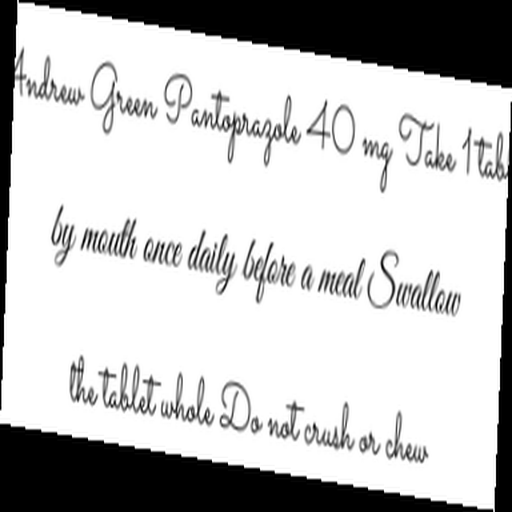 Andrew Green Pantoprazole 40 mg Take 1 tab
by mouth once daily before a meal Swallow
the tablet whole Do not crush or chew